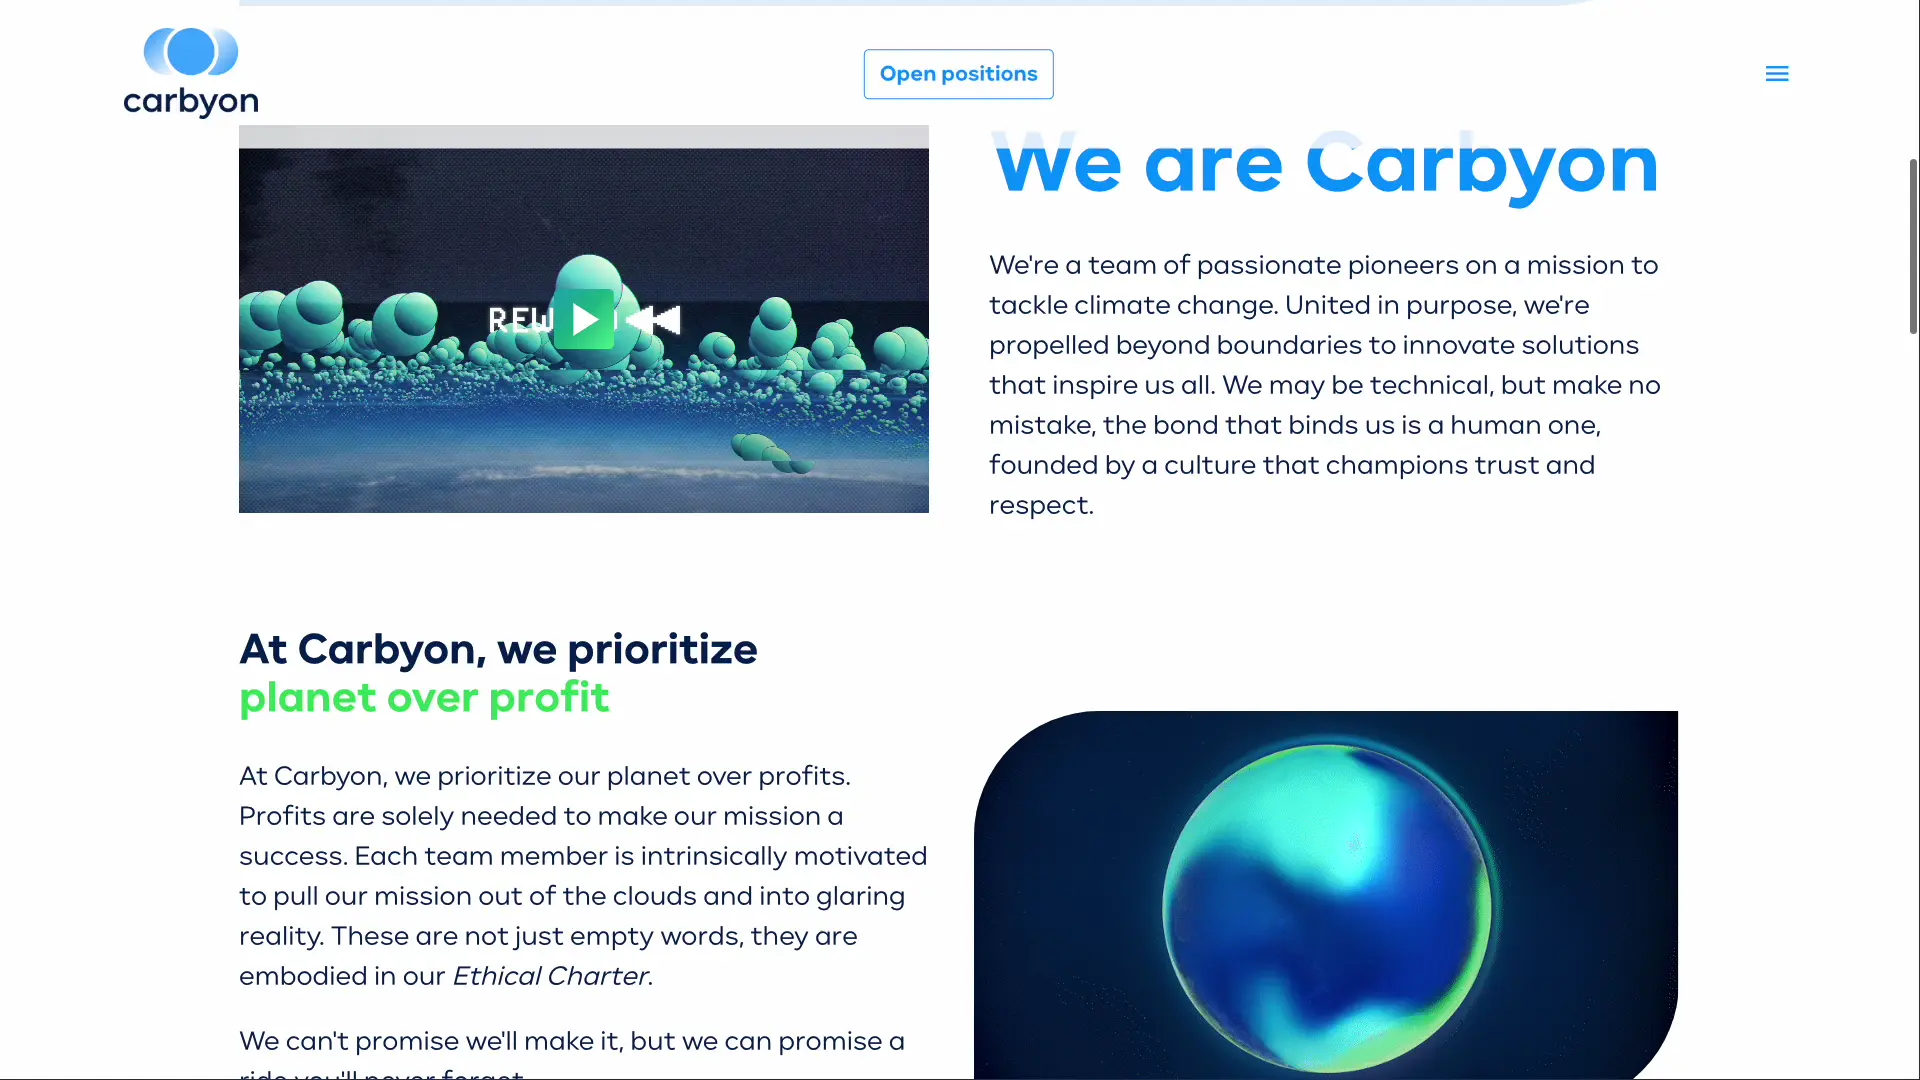 carbyon
Open positions
We are Carbyon
REW
We're a team of passionate pioneers on a mission to
tackle climate change. United in purpose, we're
propelled beyond boundaries to innovate solutions
that inspire us all. We may be technical, but make no
mistake, the bond that binds us is a human one,
founded by a culture that champions trust and
respect.
At Carbyon, we prioritize
planet over profit
At Carbyon, we prioritize our planet over profits.
Profits are solely needed to make our mission a
success. Each team member is intrinsically motivated
to pull our mission out of the clouds and into glaring
reality. These are not just empty words, they are
embodied in our Ethical Charter.
We can't promise we'll make it, but we can promise a
ride you'll never forget.